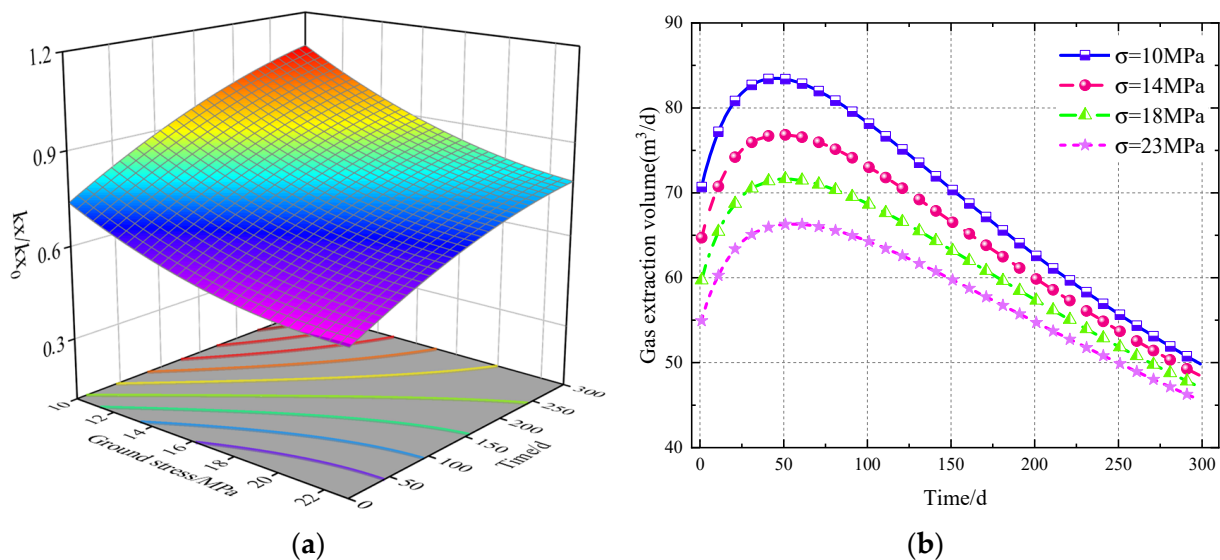 1.2
0.9
0.6
0.3
kx/kx0
10
12
14
16
18
20
22
Ground stress/MPa
0
50
100
150
200
250
300
Time/d
(a)
90
80
70
60
50
40
Gas extraction volume(m³/d)
σ=10MPa
σ=14MPa
σ=18MPa
σ=23MPa
0 50 100 150 200 250 300
Time/d
(b)